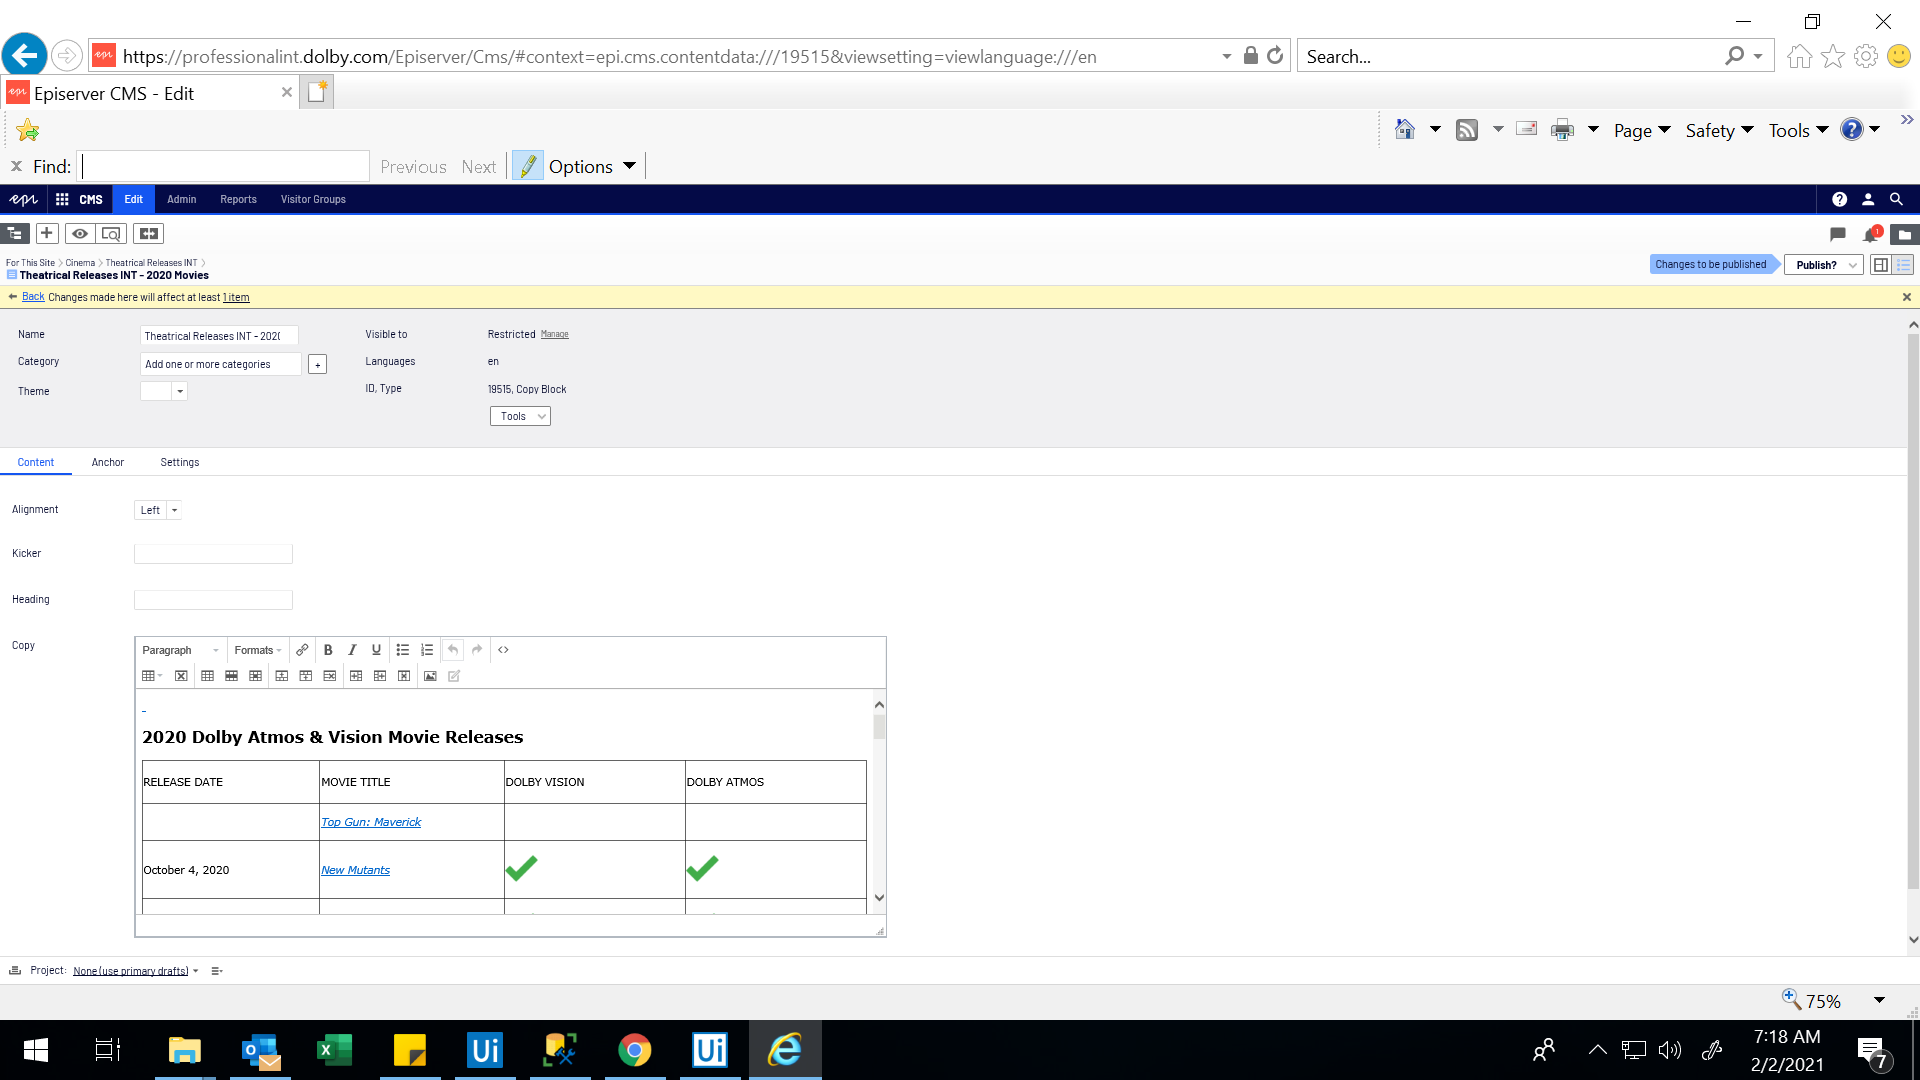 https://professionalint.dolby.com/Episerver/Cms/#context=epi.cms.contentdata:///19515&viewsetting=viewlanguage:///en
Search...
Episerver CMS - Edit
Page Safety Tools
x Find: Previous Next Options
epi CMS Edit Admin Reports Visitor Groups
1
For This Site > Cinema > Theatrical Releases INT >
Theatrical Releases INT - 2020 Movies
Changes to be published Publish?
Back Changes made here will affect at least 1 item
Name Theatrical Releases INT - 202( Visible to Restricted Manage
Category Add one or more categories + Languages en
Theme ID, Type 19515, Copy Block
Tools
Content Anchor Settings
Alignment Left
Kicker
Heading
Copy
Paragraph Formats B I U <>
-
2020 Dolby Atmos & Vision Movie Releases
RELEASE DATE MOVIE TITLE DOLBY VISION DOLBY ATMOS
Top Gun: Maverick
October 4, 2020 New Mutants
Project: None (use primary drafts)
75%
Ui Ui
7:18 AM
2/2/2021
7